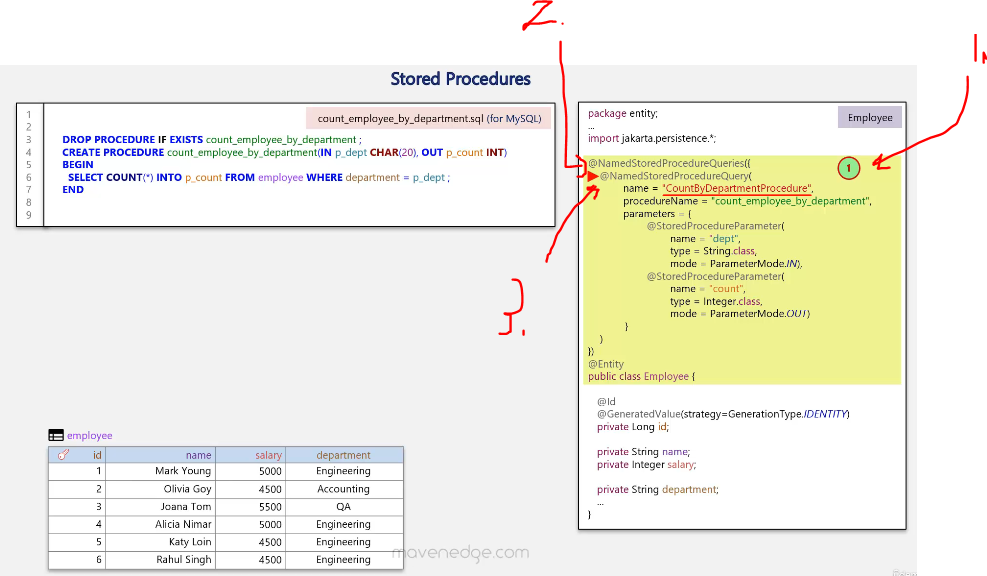 2.
1.
Stored Procedures
1
2
3
4
5
6
7
8
9
count_employee_by_department.sql (for MySQL)
DROP PROCEDURE IF EXISTS count_employee_by_department ;
CREATE PROCEDURE count_employee_by_department(IN p_dept CHAR(20), OUT p_count INT)
BEGIN
SELECT COUNT(*) INTO p_count FROM employee WHERE department = p_dept ;
END
package entity;
Employee
...
import jakarta.persistence.*;
@NamedStoredProcedureQueries({
1
@NamedStoredProcedureQuery(
name = "CountByDepartmentProcedure",
procedureName = "count_employee_by_department",
parameters = {
@StoredProcedureParameter(
name = "dept",
type = String.class,
mode = ParameterMode.IN),
@StoredProcedureParameter(
name = "count",
type = Integer.class,
mode = ParameterMode.OUT)
}
)
})
@Entity
public class Employee {
@Id
@GeneratedValue(strategy=GenerationType.IDENTITY)
private Long id;
private String name;
private Integer salary;
private String department;
...
}
3.
employee
id name salary department
1 Mark Young 5000 Engineering
2 Olivia Goy 4500 Accounting
3 Joana Tom 5500 QA
4 Alicia Nimar 5000 Engineering
5 Katy Loin 4500 Engineering
6 Rahul Singh 4500 Engineering
mavenedge.com